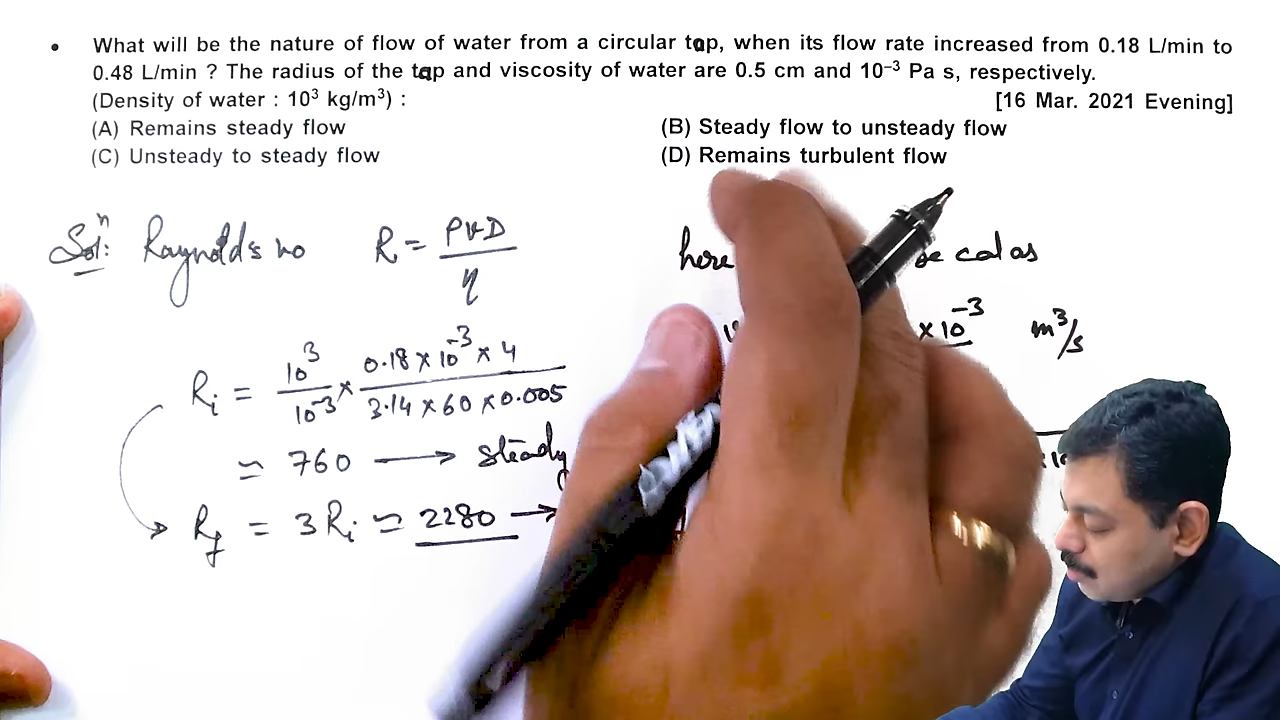 • What will be the nature of flow of water from a circular tap, when its flow rate increased from 0.18 L/min to
0.48 L/min ? The radius of the tap and viscosity of water are 0.5 cm and 10⁻³ Pa s, respectively.
(Density of water : 10³ kg/m³) : [16 Mar. 2021 Evening]
(A) Remains steady flow (B) Steady flow to unsteady flow
(C) Unsteady to steady flow (D) Remains turbulent flow
Solⁿ: Raynold's no R = ρVD/η
here be cal as
Rᵢ = 10³/10⁻³ × 0.18 × 10⁻³ × 4/3.14 × 60 × 0.005
× 10⁻³ m³/s
≃ 760 → steady
R_f = 3Rᵢ ≃ 2280 →